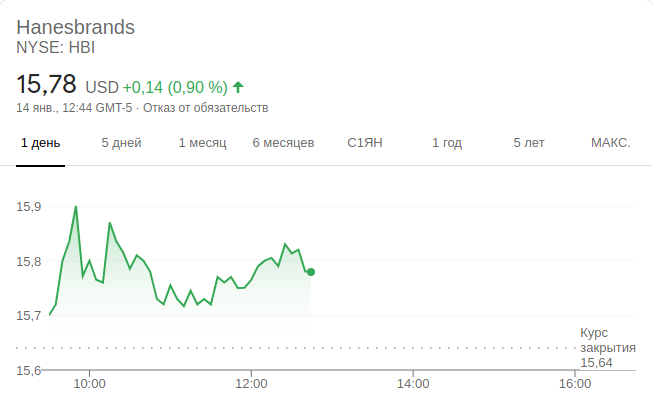 Hanesbrands
NYSE: HBI
15,78 USD +0,14 (0,90 %)
14 янв., 12:44 GMT-5 · Отказ от обязательств
1 день 5 дней 1 месяц 6 месяцев С1ЯН 1 год 5 лет МАКС.
15,9
15,8
15,7
Курс
закрытия
15,64
15,6
10:00 12:00 14:00 16:00